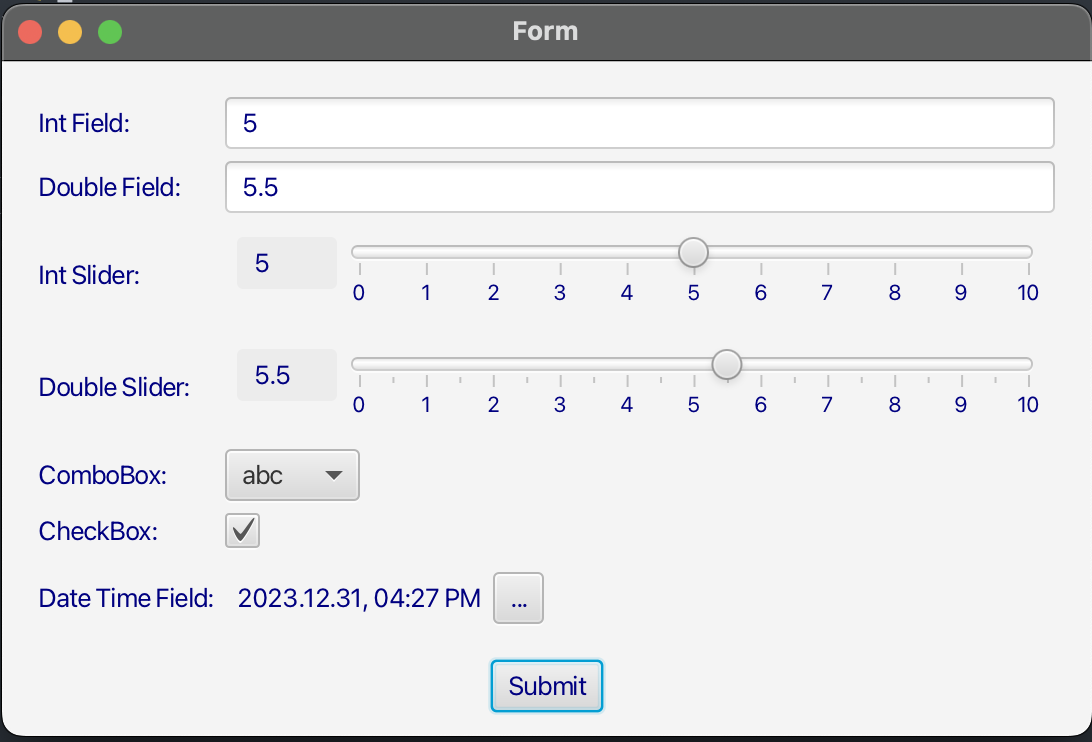 Form
Int Field: 5
Double Field: 5.5
Int Slider: 5
0 1 2 3 4 5 6 7 8 9 10
Double Slider: 5.5
0 1 2 3 4 5 6 7 8 9 10
ComboBox: abc
CheckBox:
Date Time Field: 2023.12.31, 04:27 PM ...
Submit